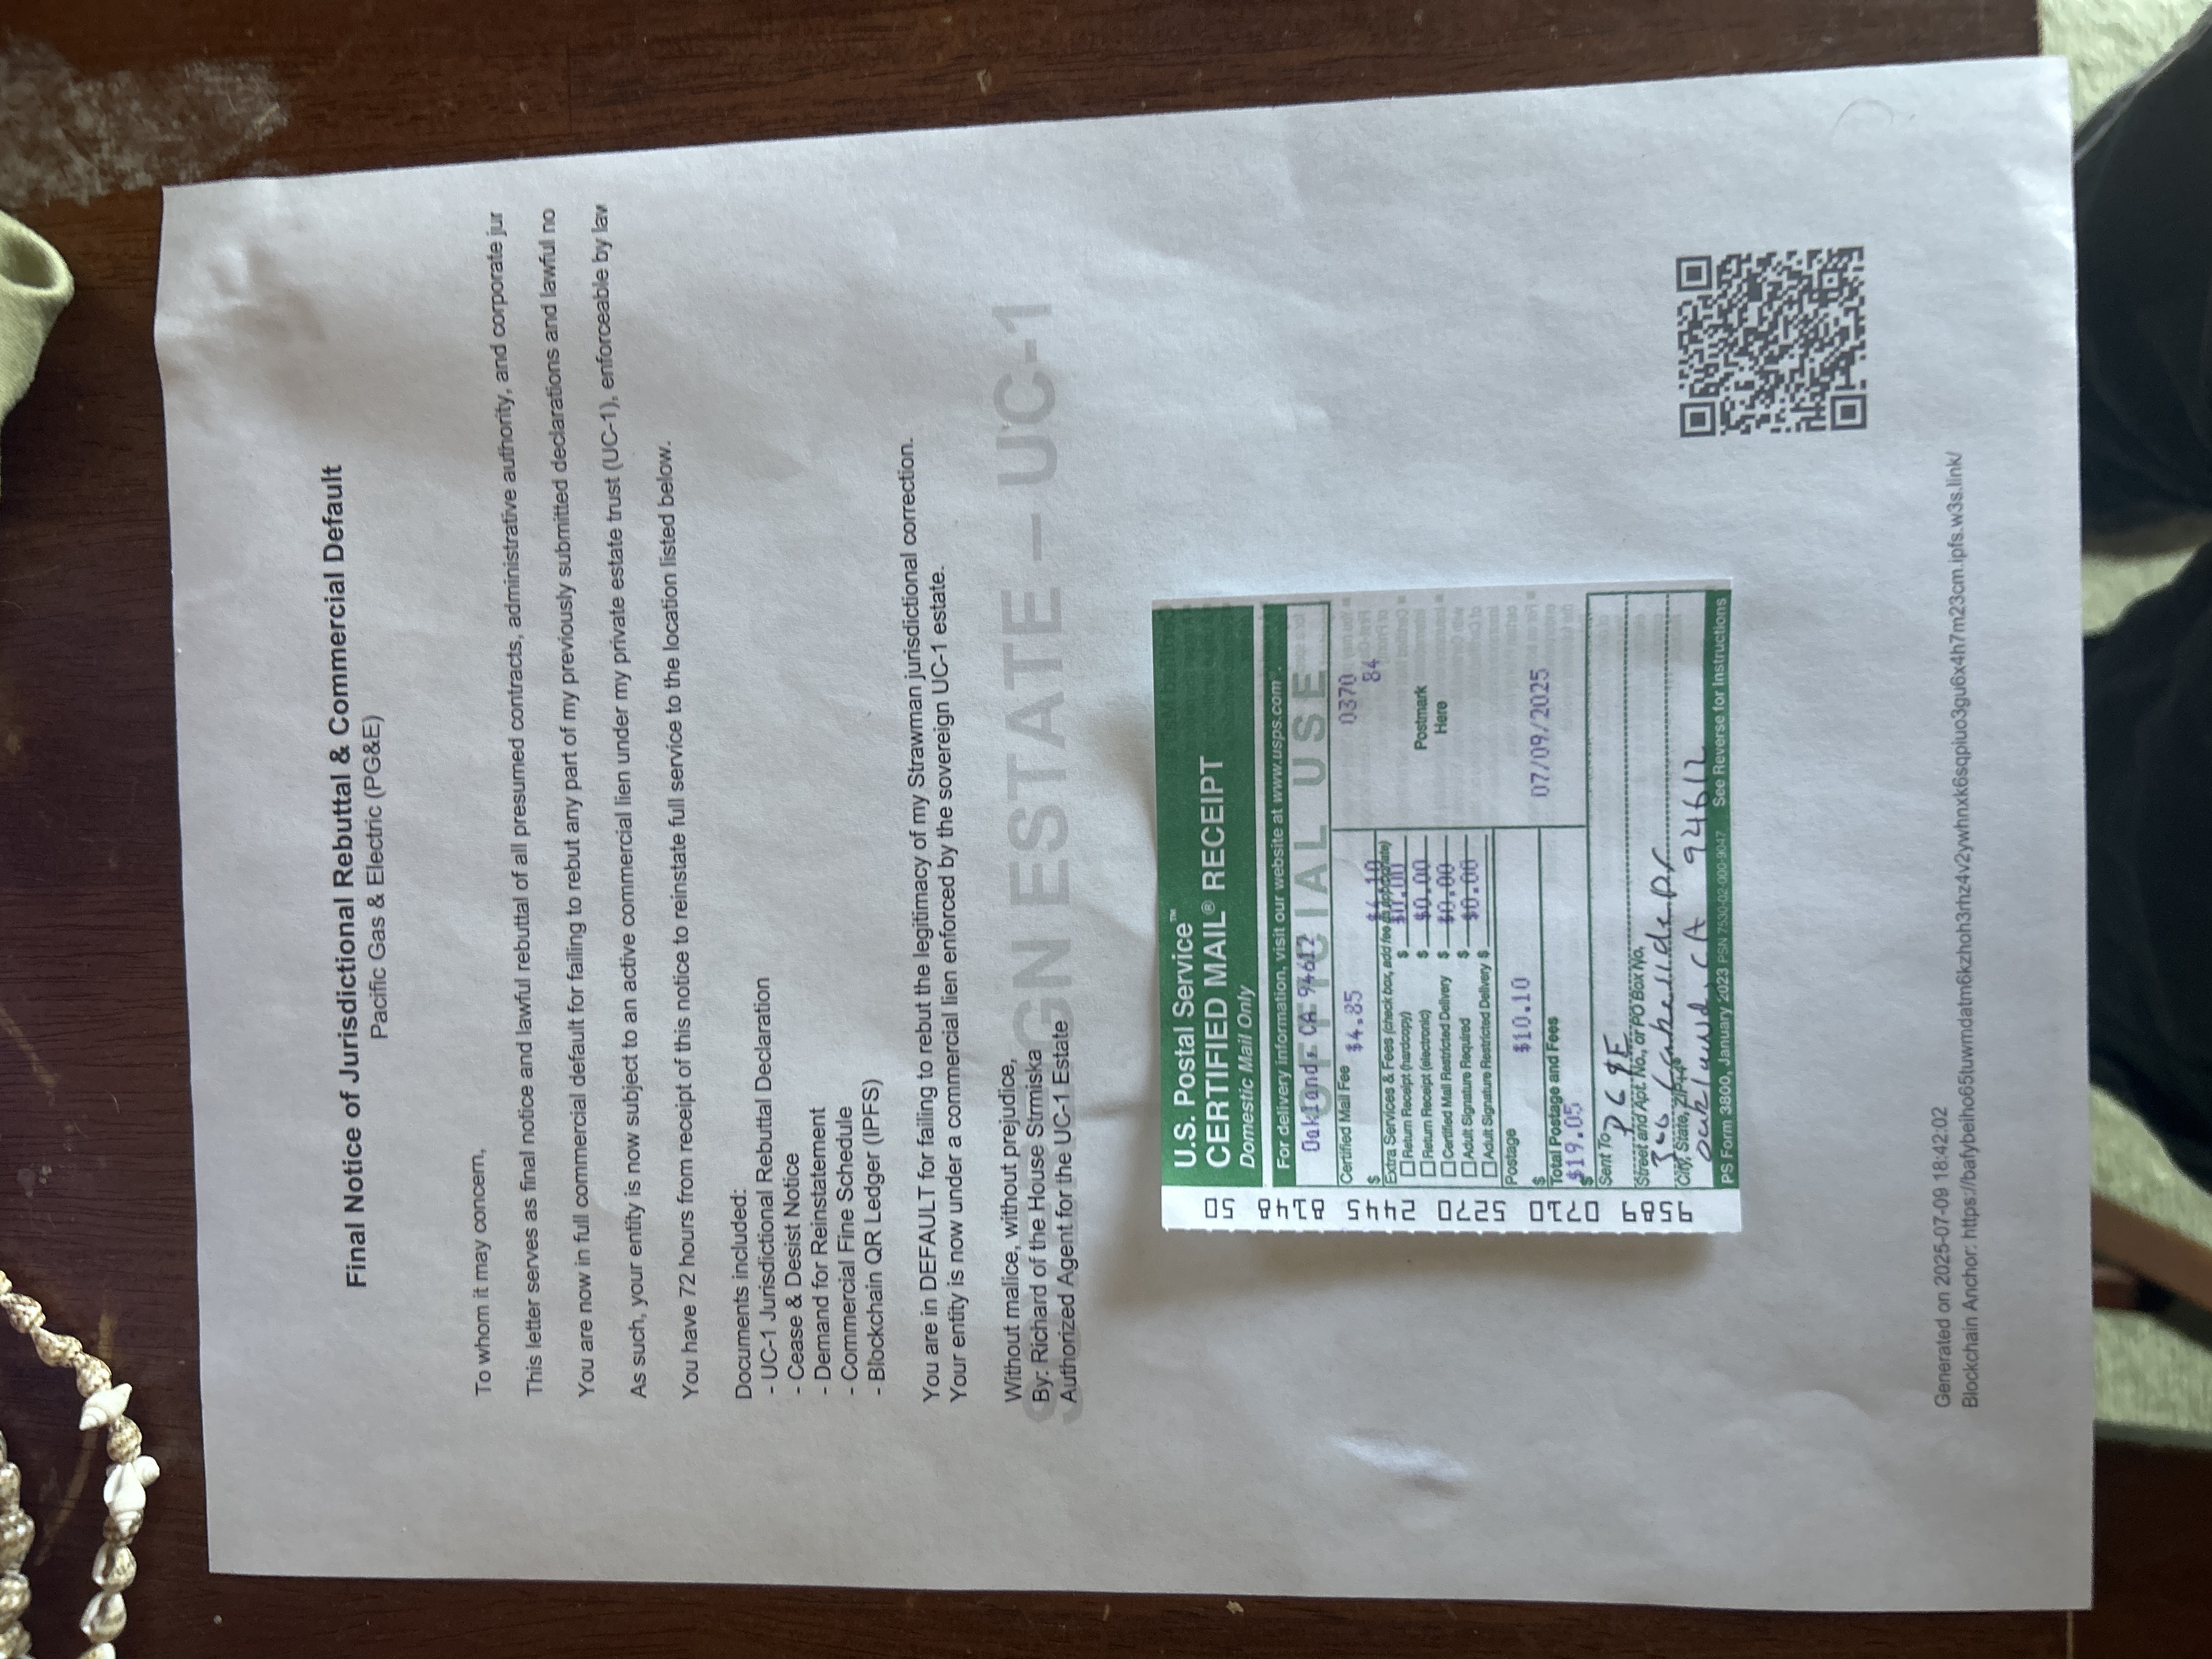 Final Notice of Jurisdictional Rebuttal & Commercial Default
Pacific Gas & Electric (PG&E)
To whom it may concern,
This letter serves as final notice and lawful rebuttal of all presumed contracts, administrative authority, and corporate jur
You are now in full commercial default for failing to rebut any part of my previously submitted declarations and lawful no
As such, your entity is now subject to an active commercial lien under my private estate trust (UC-1), enforceable by law
You have 72 hours from receipt of this notice to reinstate full service to the location listed below.
Documents included:
- UC-1 Jurisdictional Rebuttal Declaration
- Cease & Desist Notice
- Demand for Reinstatement
- Commercial Fine Schedule
- Blockchain QR Ledger (IPFS)
You are in DEFAULT for failing to rebut the legitimacy of my Strawman jurisdictional correction.
Your entity is now under a commercial lien enforced by the sovereign UC-1 estate.
Without malice, without prejudice,
By: Richard of the House Strmiska
Authorized Agent for the UC-1 Estate
GN ESTATE – UC-1
U.S. Postal Service™
CERTIFIED MAIL® RECEIPT
Domestic Mail Only
For delivery information, visit our website at www.usps.com®.
Oakland, CA 94612
OFFICIAL USE
Certified Mail Fee $4.85
$
$4.10
Extra Services & Fees (check box, add fee as appropriate)
Return Receipt (hardcopy) $ $0.00
Return Receipt (electronic) $ $0.00
Certified Mail Restricted Delivery $ $0.00
Adult Signature Required $ $0.00
Adult Signature Restricted Delivery $
Postage
$ $10.10
Total Postage and Fees
$ $19.05
0370
84
Postmark
Here
07/09/2025
Sent To PG&E
Street and Apt. No., or PO Box No.
300 Lakeside Dr
City, State, ZIP+4®
Oakland, CA 94612
PS Form 3800, January 2023 PSN 7530-02-000-9047 See Reverse for Instructions
9589 0710 5270 2445 8148 50
Generated on 2025-07-09 18:42:02
Blockchain Anchor: https://bafybeiho65tuwmdatm6kzhoh3rhz4v2ywhnxk6sqpiuo3gu6x4h7m23cm.ipfs.w3s.link/